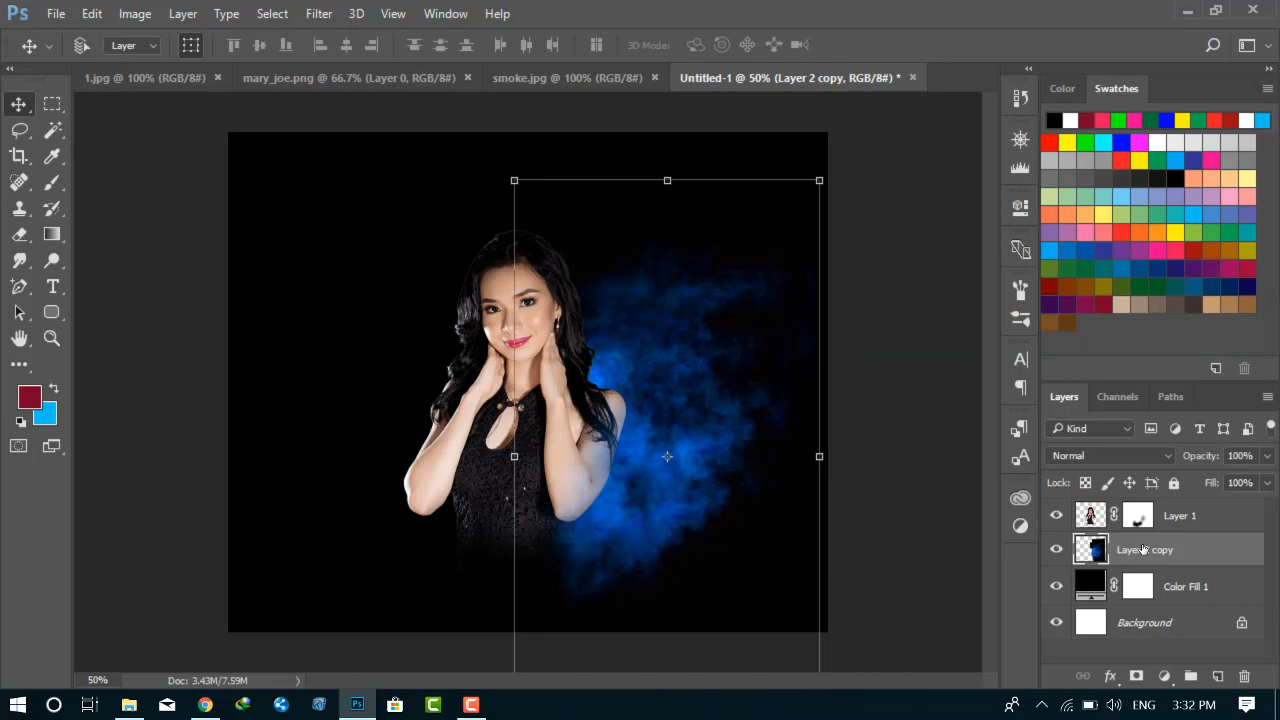 Ps File Edit Image Layer Type Select Filter 3D View Window Help
Layer 3D Mode:
1.jpg @ 100% (RGB/8#) × mary_joe.png @ 66.7% (Layer 0, RGB/8#) × smoke.jpg @ 100% (RGB/8#) × Untitled-1 @ 50% (Layer 2 copy, RGB/8#) * ×
Color Swatches
Layers Channels Paths
Kind
Normal Opacity: 100%
Lock: Fill: 100%
Layer 1
copy
Color Fill 1
Background
50% Doc: 3.43M/7.59M
Ps ENG 3:32 PM